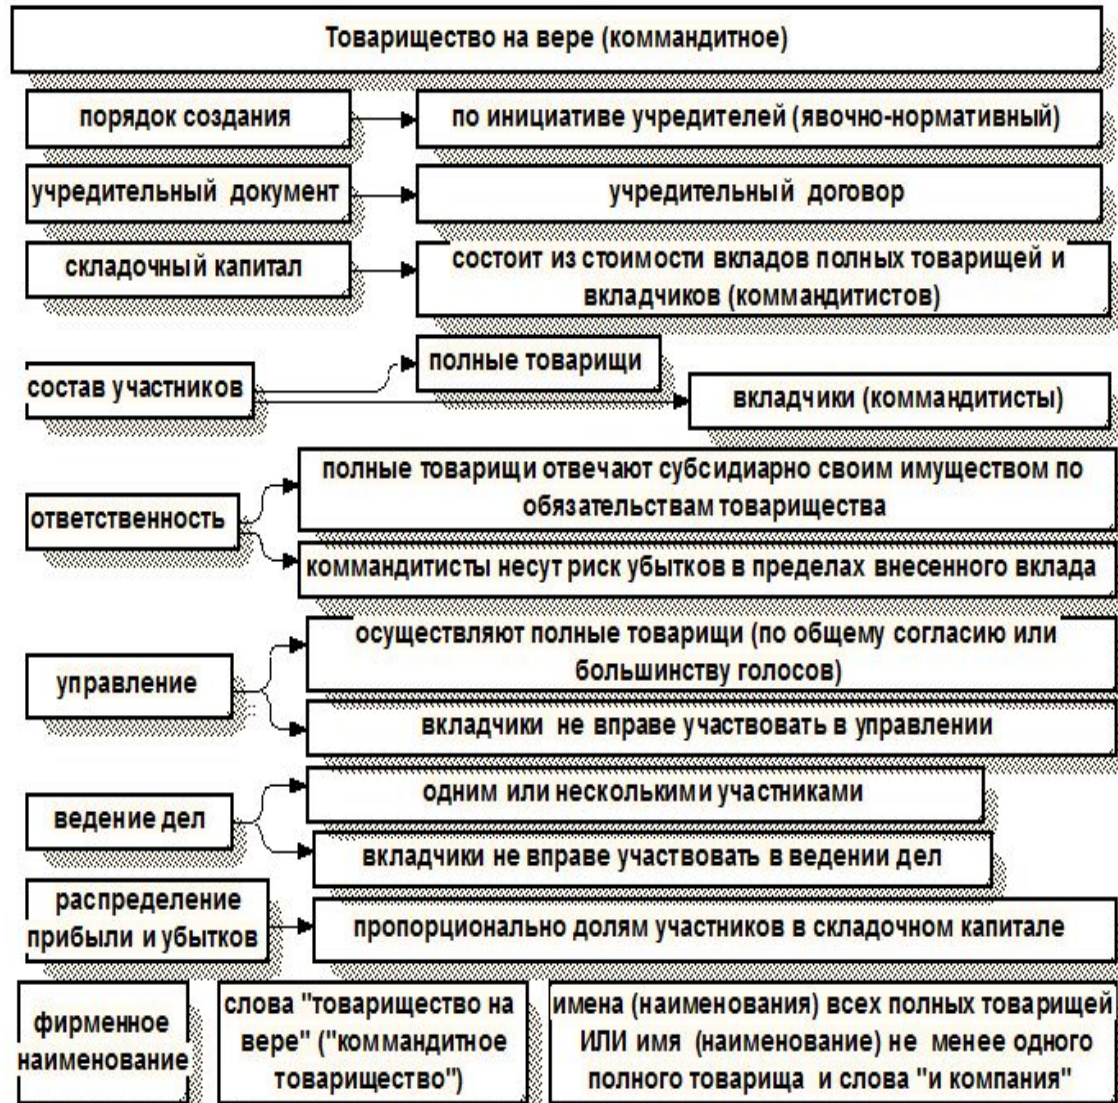 Товарищество на вере (коммандитное)
порядок создания
по инициативе учредителей (явочно-нормативный)
учредительный документ
учредительный договор
складочный капитал
состоит из стоимости вкладов полных товарищей и
вкладчиков (коммандитистов)
состав участников
полные товарищи
вкладчики (коммандитисты)
ответственность
полные товарищи отвечают субсидиарно своим имуществом по
обязательствам товарищества
коммандитисты несут риск убытков в пределах внесенного вклада
управление
осуществляют полные товарищи (по общему согласию или
большинству голосов)
вкладчики не вправе участвовать в управлении
ведение дел
одним или несколькими участниками
вкладчики не вправе участвовать в ведении дел
распределение
прибыли и убытков
пропорционально долям участников в складочном капитале
фирменное
наименование
слова "товарищество на
вере" ("коммандитное
товарищество")
имена (наименования) всех полных товарищей
ИЛИ имя (наименование) не менее одного
полного товарища и слова "и компания"